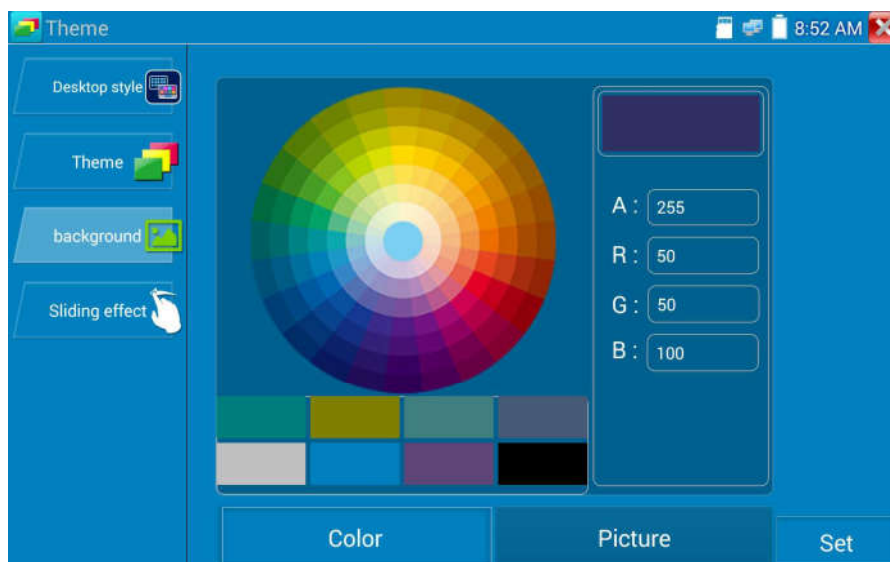 Theme
8:52 AM
Desktop style
Theme
background
Sliding effect
A : 255
R : 50
G : 50
B : 100
Color
Picture
Set